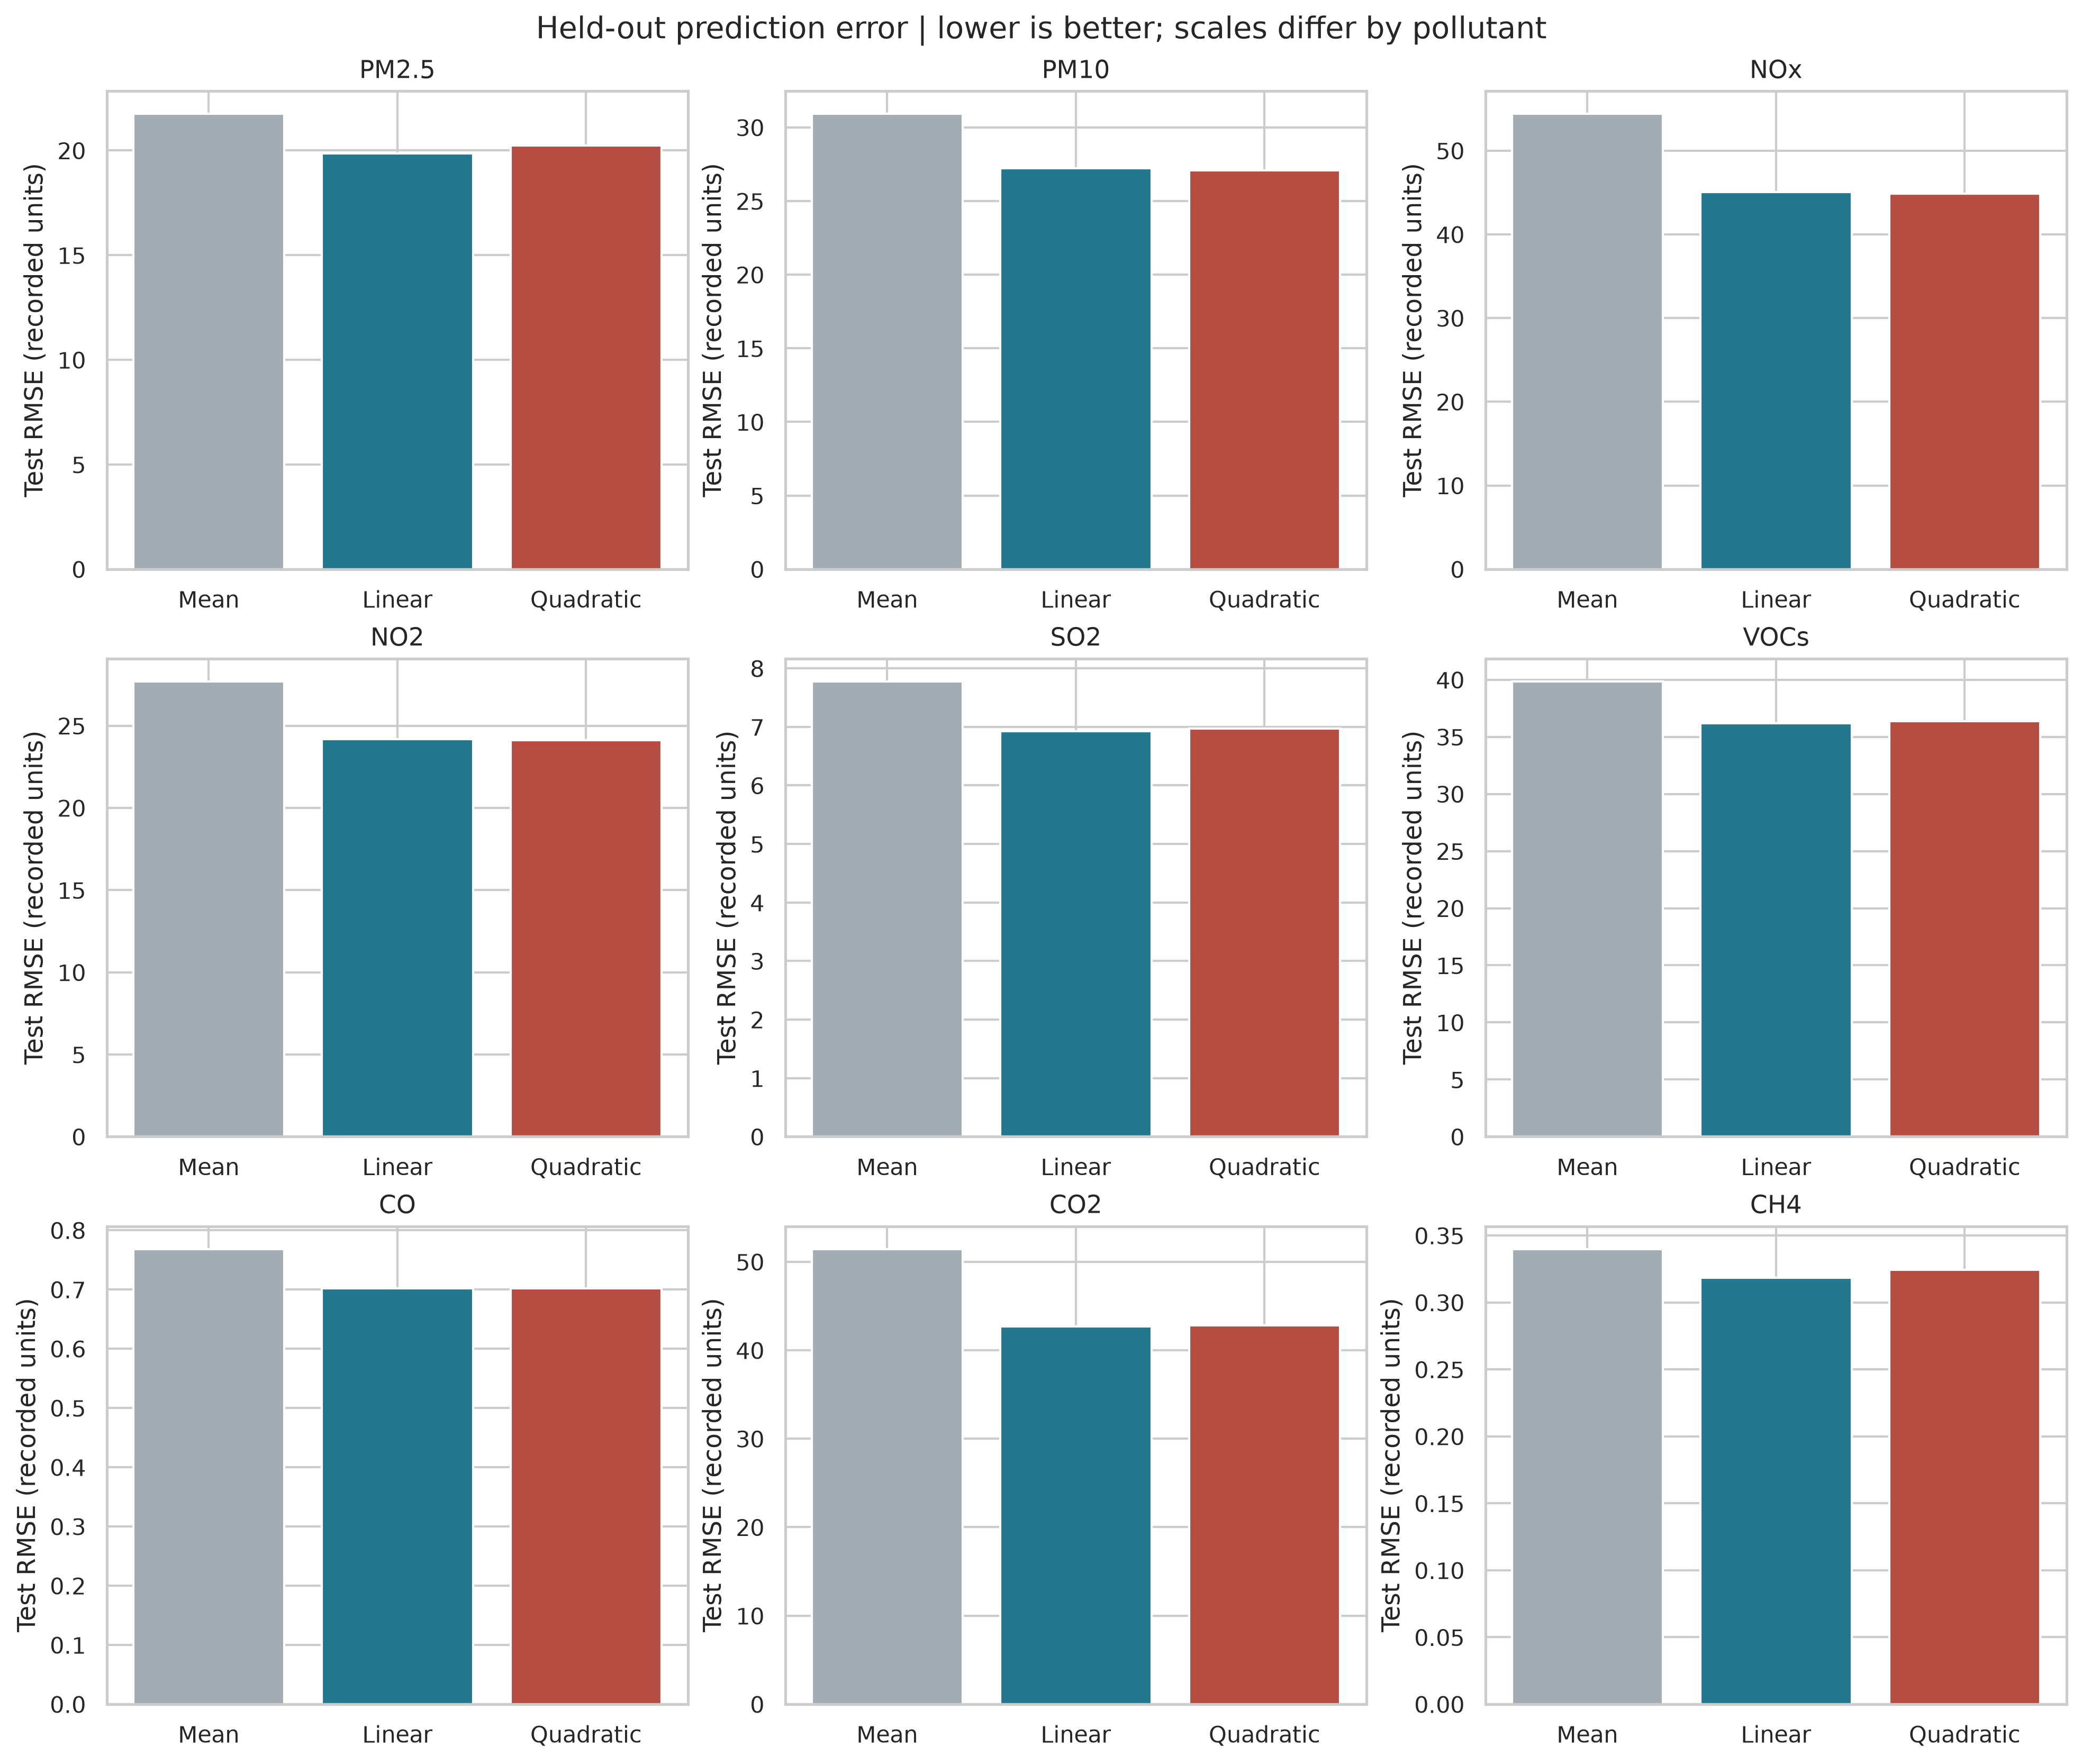 Held-out prediction error | lower is better; scales differ by pollutant
PM2.5
Test RMSE (recorded units)
20
15
10
5
0
Mean Linear Quadratic
PM10
Test RMSE (recorded units)
30
25
20
15
10
5
0
Mean Linear Quadratic
NOx
Test RMSE (recorded units)
50
40
30
20
10
0
Mean Linear Quadratic
NO2
Test RMSE (recorded units)
25
20
15
10
5
0
Mean Linear Quadratic
SO2
Test RMSE (recorded units)
8
7
6
5
4
3
2
1
0
Mean Linear Quadratic
VOCs
Test RMSE (recorded units)
40
35
30
25
20
15
10
5
0
Mean Linear Quadratic
CO
Test RMSE (recorded units)
0.8
0.7
0.6
0.5
0.4
0.3
0.2
0.1
0.0
Mean Linear Quadratic
CO2
Test RMSE (recorded units)
50
40
30
20
10
0
Mean Linear Quadratic
CH4
Test RMSE (recorded units)
0.35
0.30
0.25
0.20
0.15
0.10
0.05
0.00
Mean Linear Quadratic